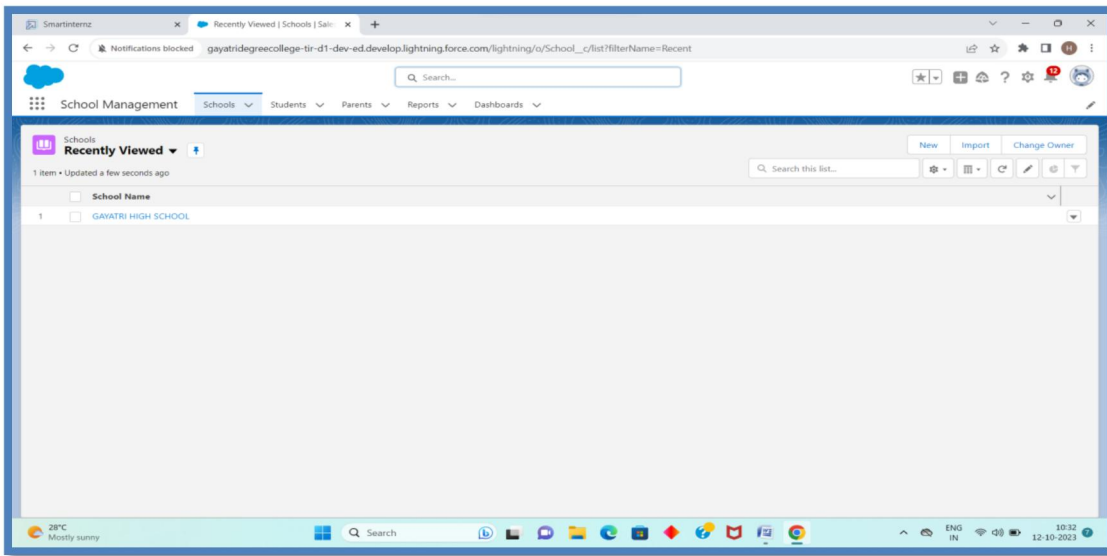 Smartinternz
Recently Viewed | Schools | Sale
Notifications blocked gayatridegreecollege-tir-d1-dev-ed.develop.lightning.force.com/lightning/o/School__c/list?filterName=Recent
H
Search...
12
School Management Schools Students Parents Reports Dashboards
Schools
Recently Viewed
New Import Change Owner
1 item • Updated a few seconds ago
Search this list...
School Name
1 GAYATRI HIGH SCHOOL
28°C
Mostly sunny
Search
ENG
IN
10:32
12-10-2023